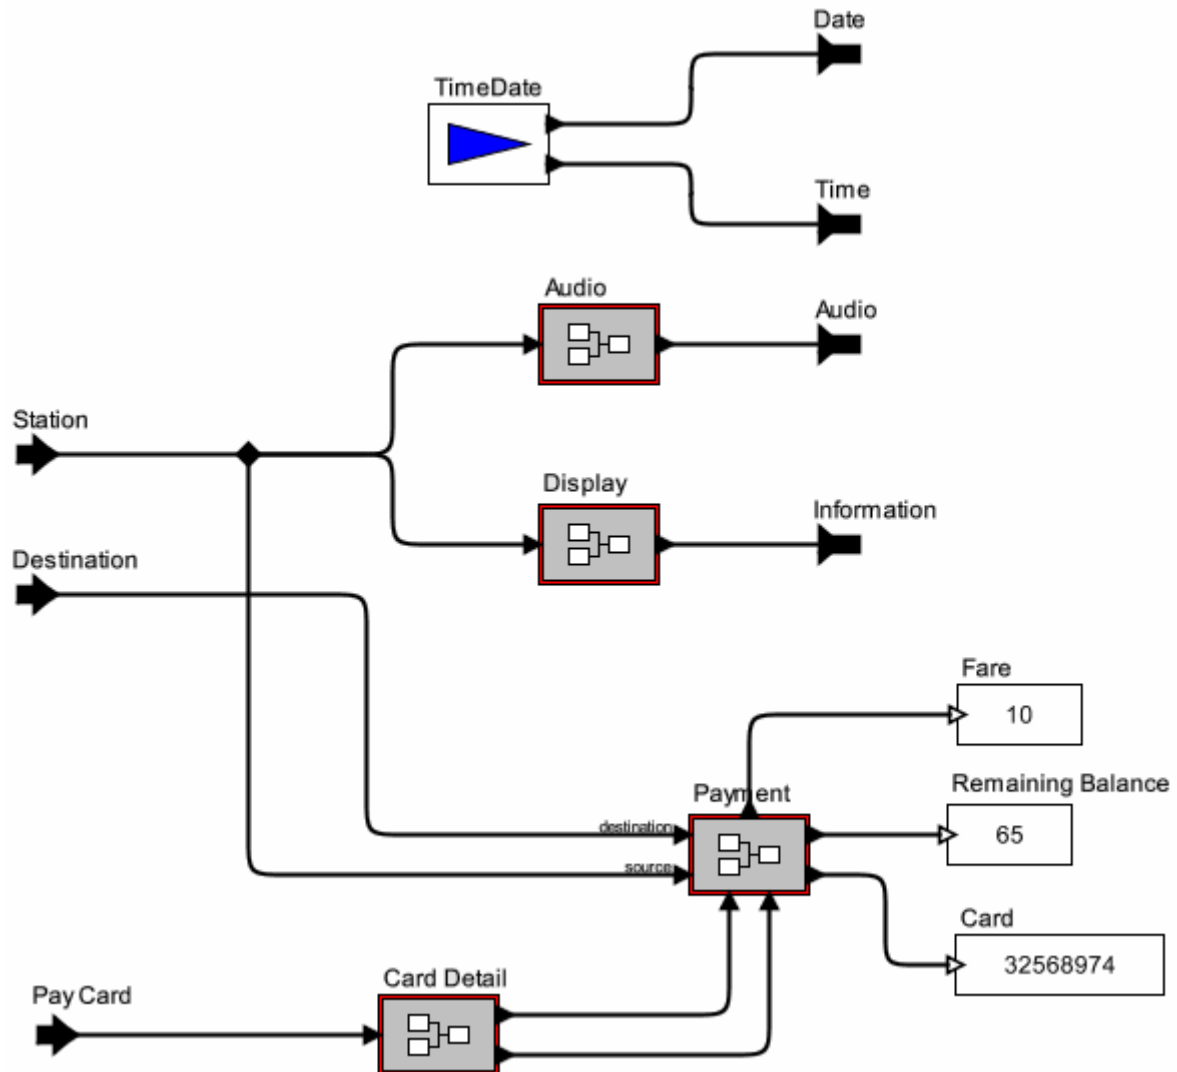 Date
TimeDate
Time
Audio
Audio
Station
Display
Information
Destination
Fare
10
Payment
Remaining Balance
65
destination
source
Card
32568974
Card Detail
Pay Card